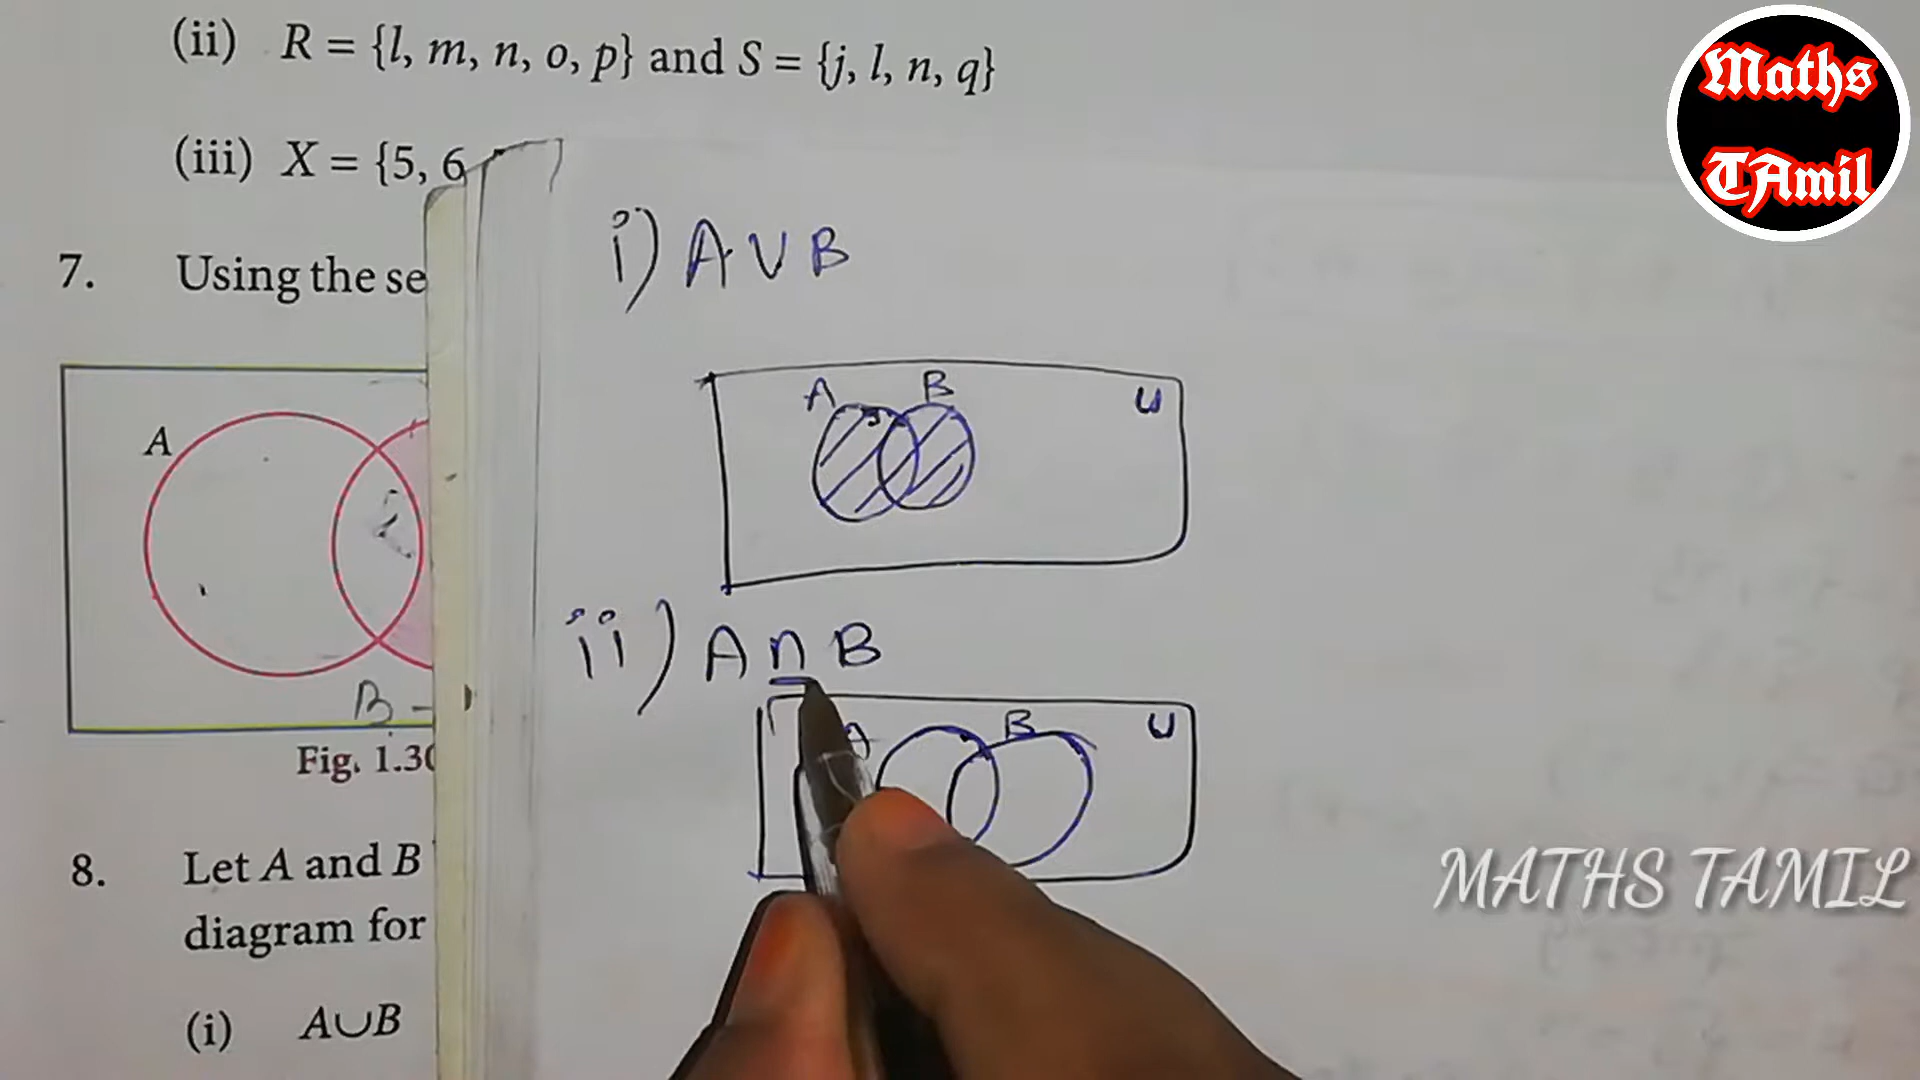 (ii) R = {l, m, n, o, p} and S = {j, l, n, q}
(iii) X = {5, 6
7. Using the se
A
B -
Fig. 1.30
8. Let A and B
diagram for
(i) A∪B
i) A ∪ B
A B U
ii) A ∩ B
A B U
Maths
TAmil
MATHS TAMIL